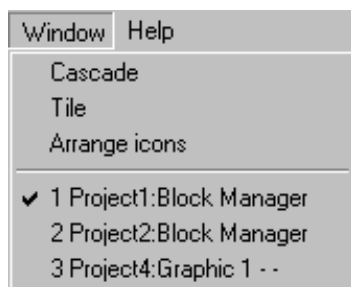 Window Help
Cascade
Tile
Arrange icons
✔ 1 Project1:Block Manager
2 Project2:Block Manager
3 Project4:Graphic 1 - -